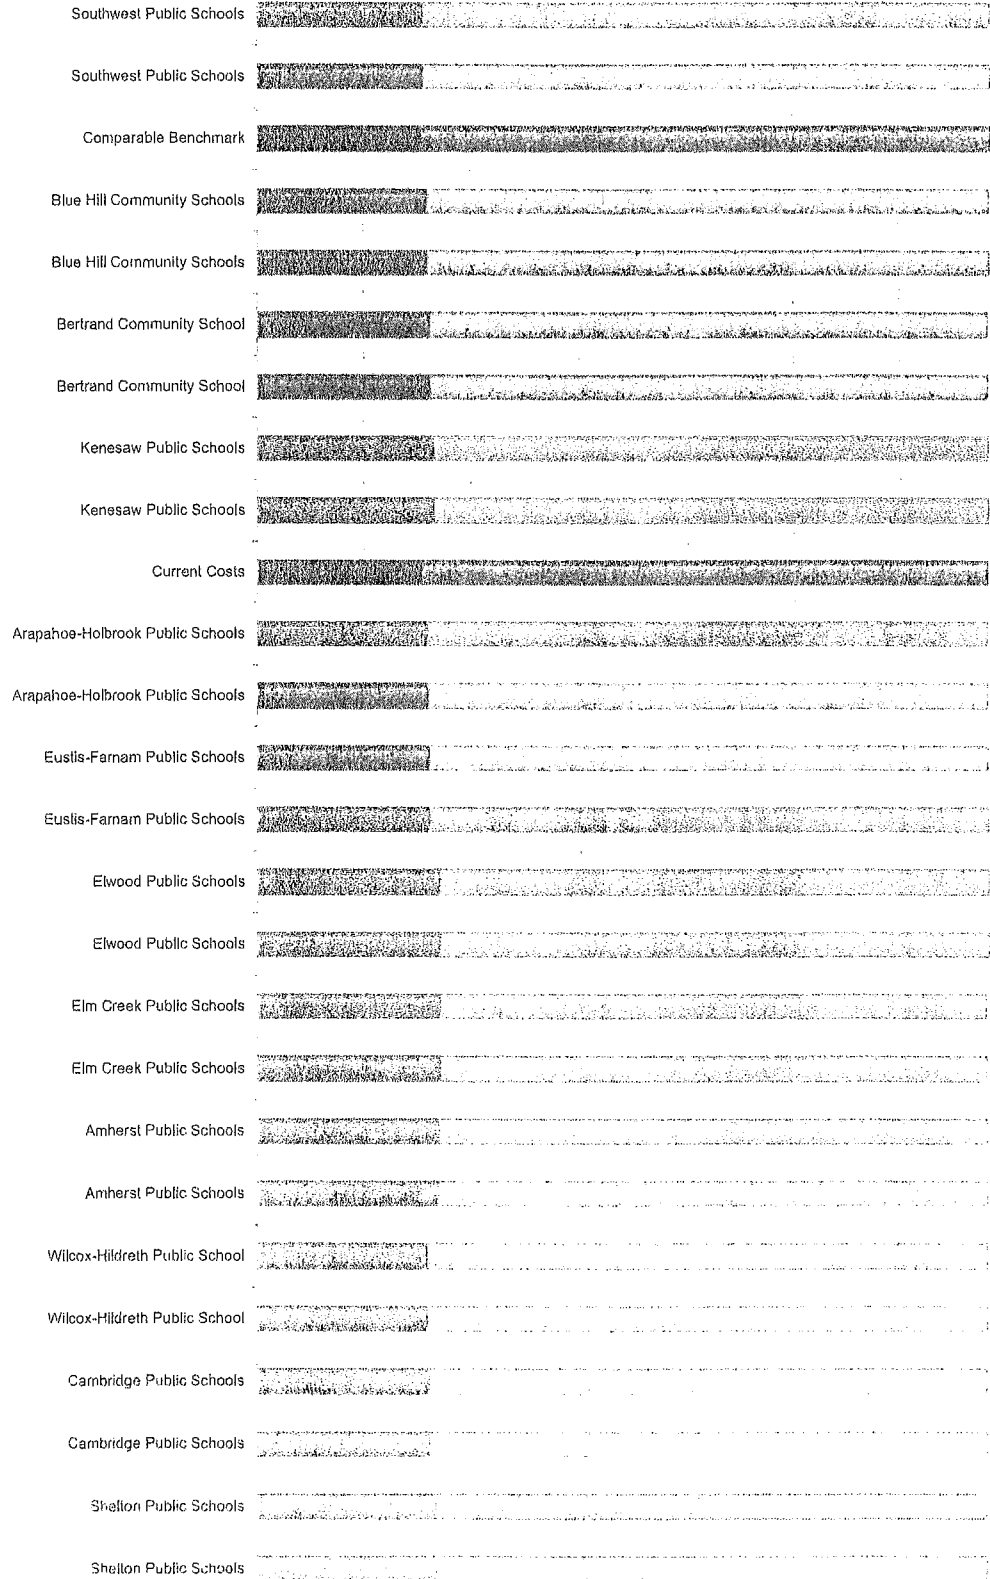 Southwest Public Schools
Southwest Public Schools
Comparable Benchmark
Blue Hill Community Schools
Blue Hill Community Schools
Bertrand Community School
Bertrand Community School
Kenesaw Public Schools
Kenesaw Public Schools
Current Costs
Arapahoe-Holbrook Public Schools
Arapahoe-Holbrook Public Schools
Eustis-Farnam Public Schools
Eustis-Farnam Public Schools
Elwood Public Schools
Elwood Public Schools
Elm Creek Public Schools
Elm Creek Public Schools
Amherst Public Schools
Amherst Public Schools
Wilcox-Hildreth Public School
Wilcox-Hildreth Public School
Cambridge Public Schools
Cambridge Public Schools
Shelton Public Schools
Shelton Public Schools